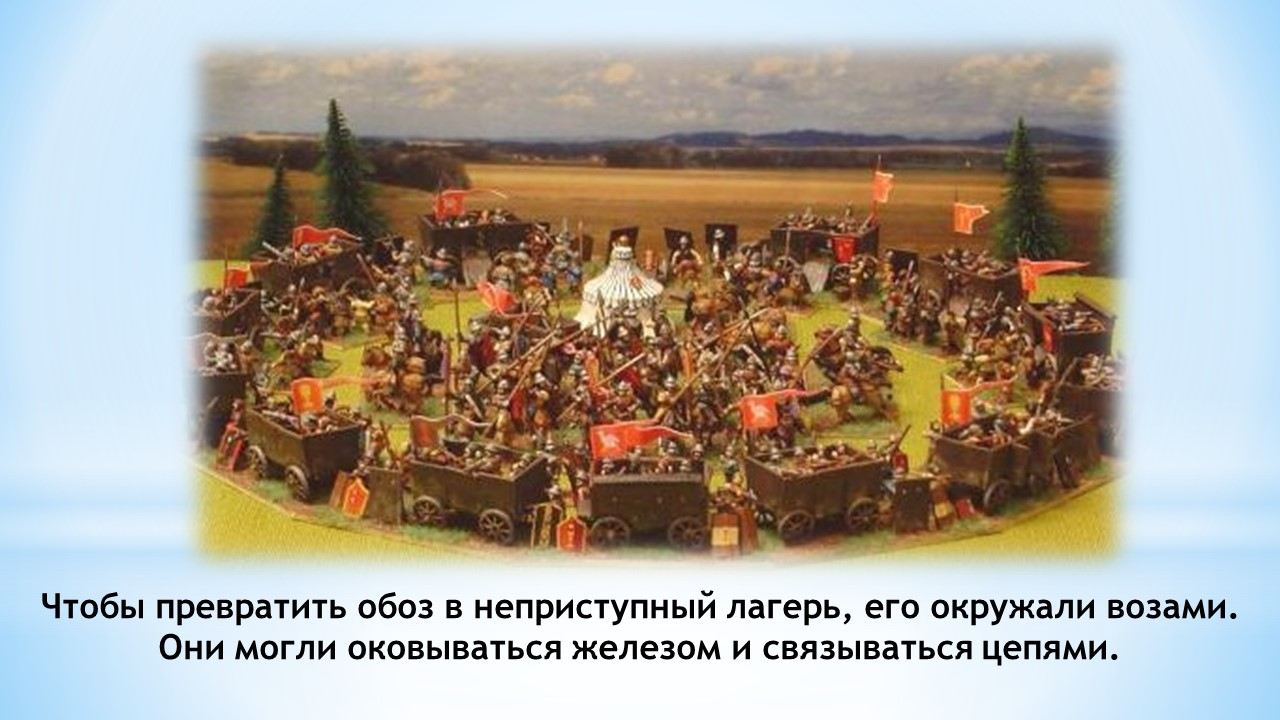 Чтобы превратить обоз в неприступный лагерь, его окружали возами.
Они могли оковываться железом и связываться цепями.